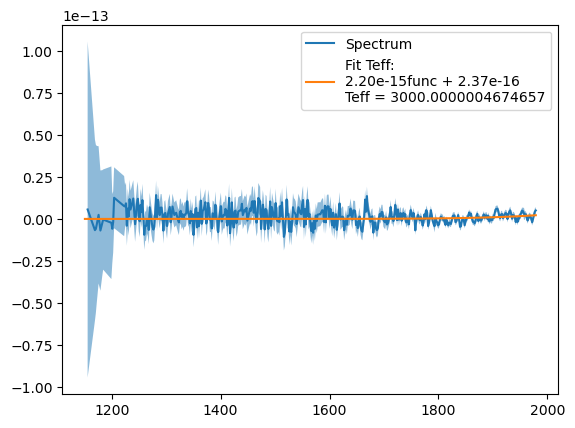 1e−13
1.00
0.75
0.50
0.25
0.00
−0.25
−0.50
−0.75
−1.00
1200 1400 1600 1800 2000
Spectrum
Fit Teff:
2.20e-15func + 2.37e-16
Teff = 3000.0000004674657